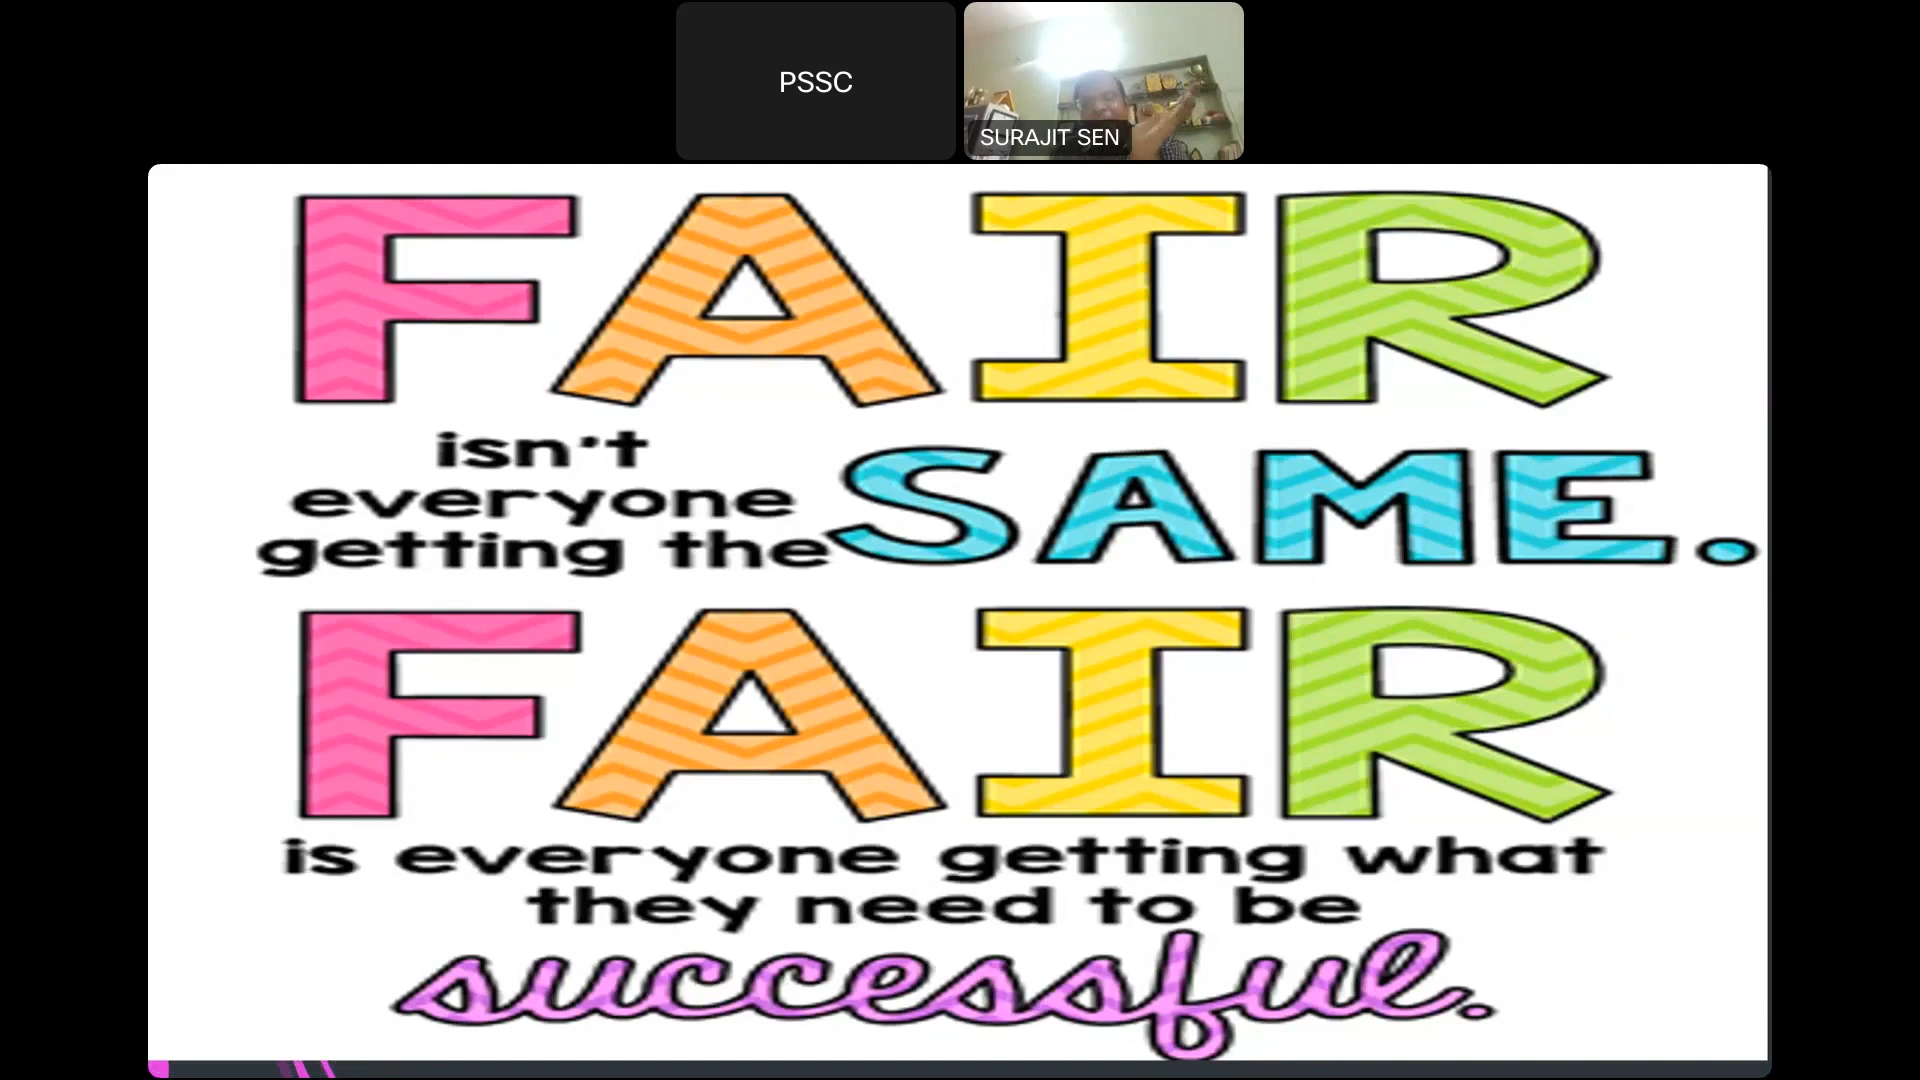 PSSC
SURAJIT SEN
FAIR
isn't
everyone
getting the SAME.
FAIR
is everyone getting what
they need to be
successful.